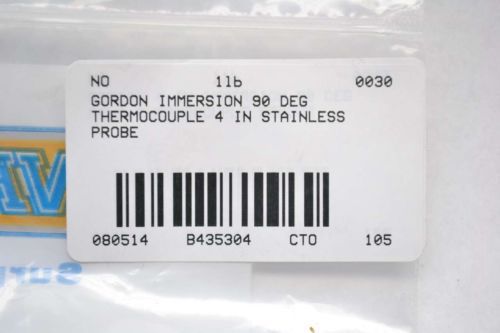 NO 1lb 0030
GORDON IMMERSION 90 DEG
THERMOCOUPLE 4 IN STAINLESS
PROBE
080514 B435304 CTO 105